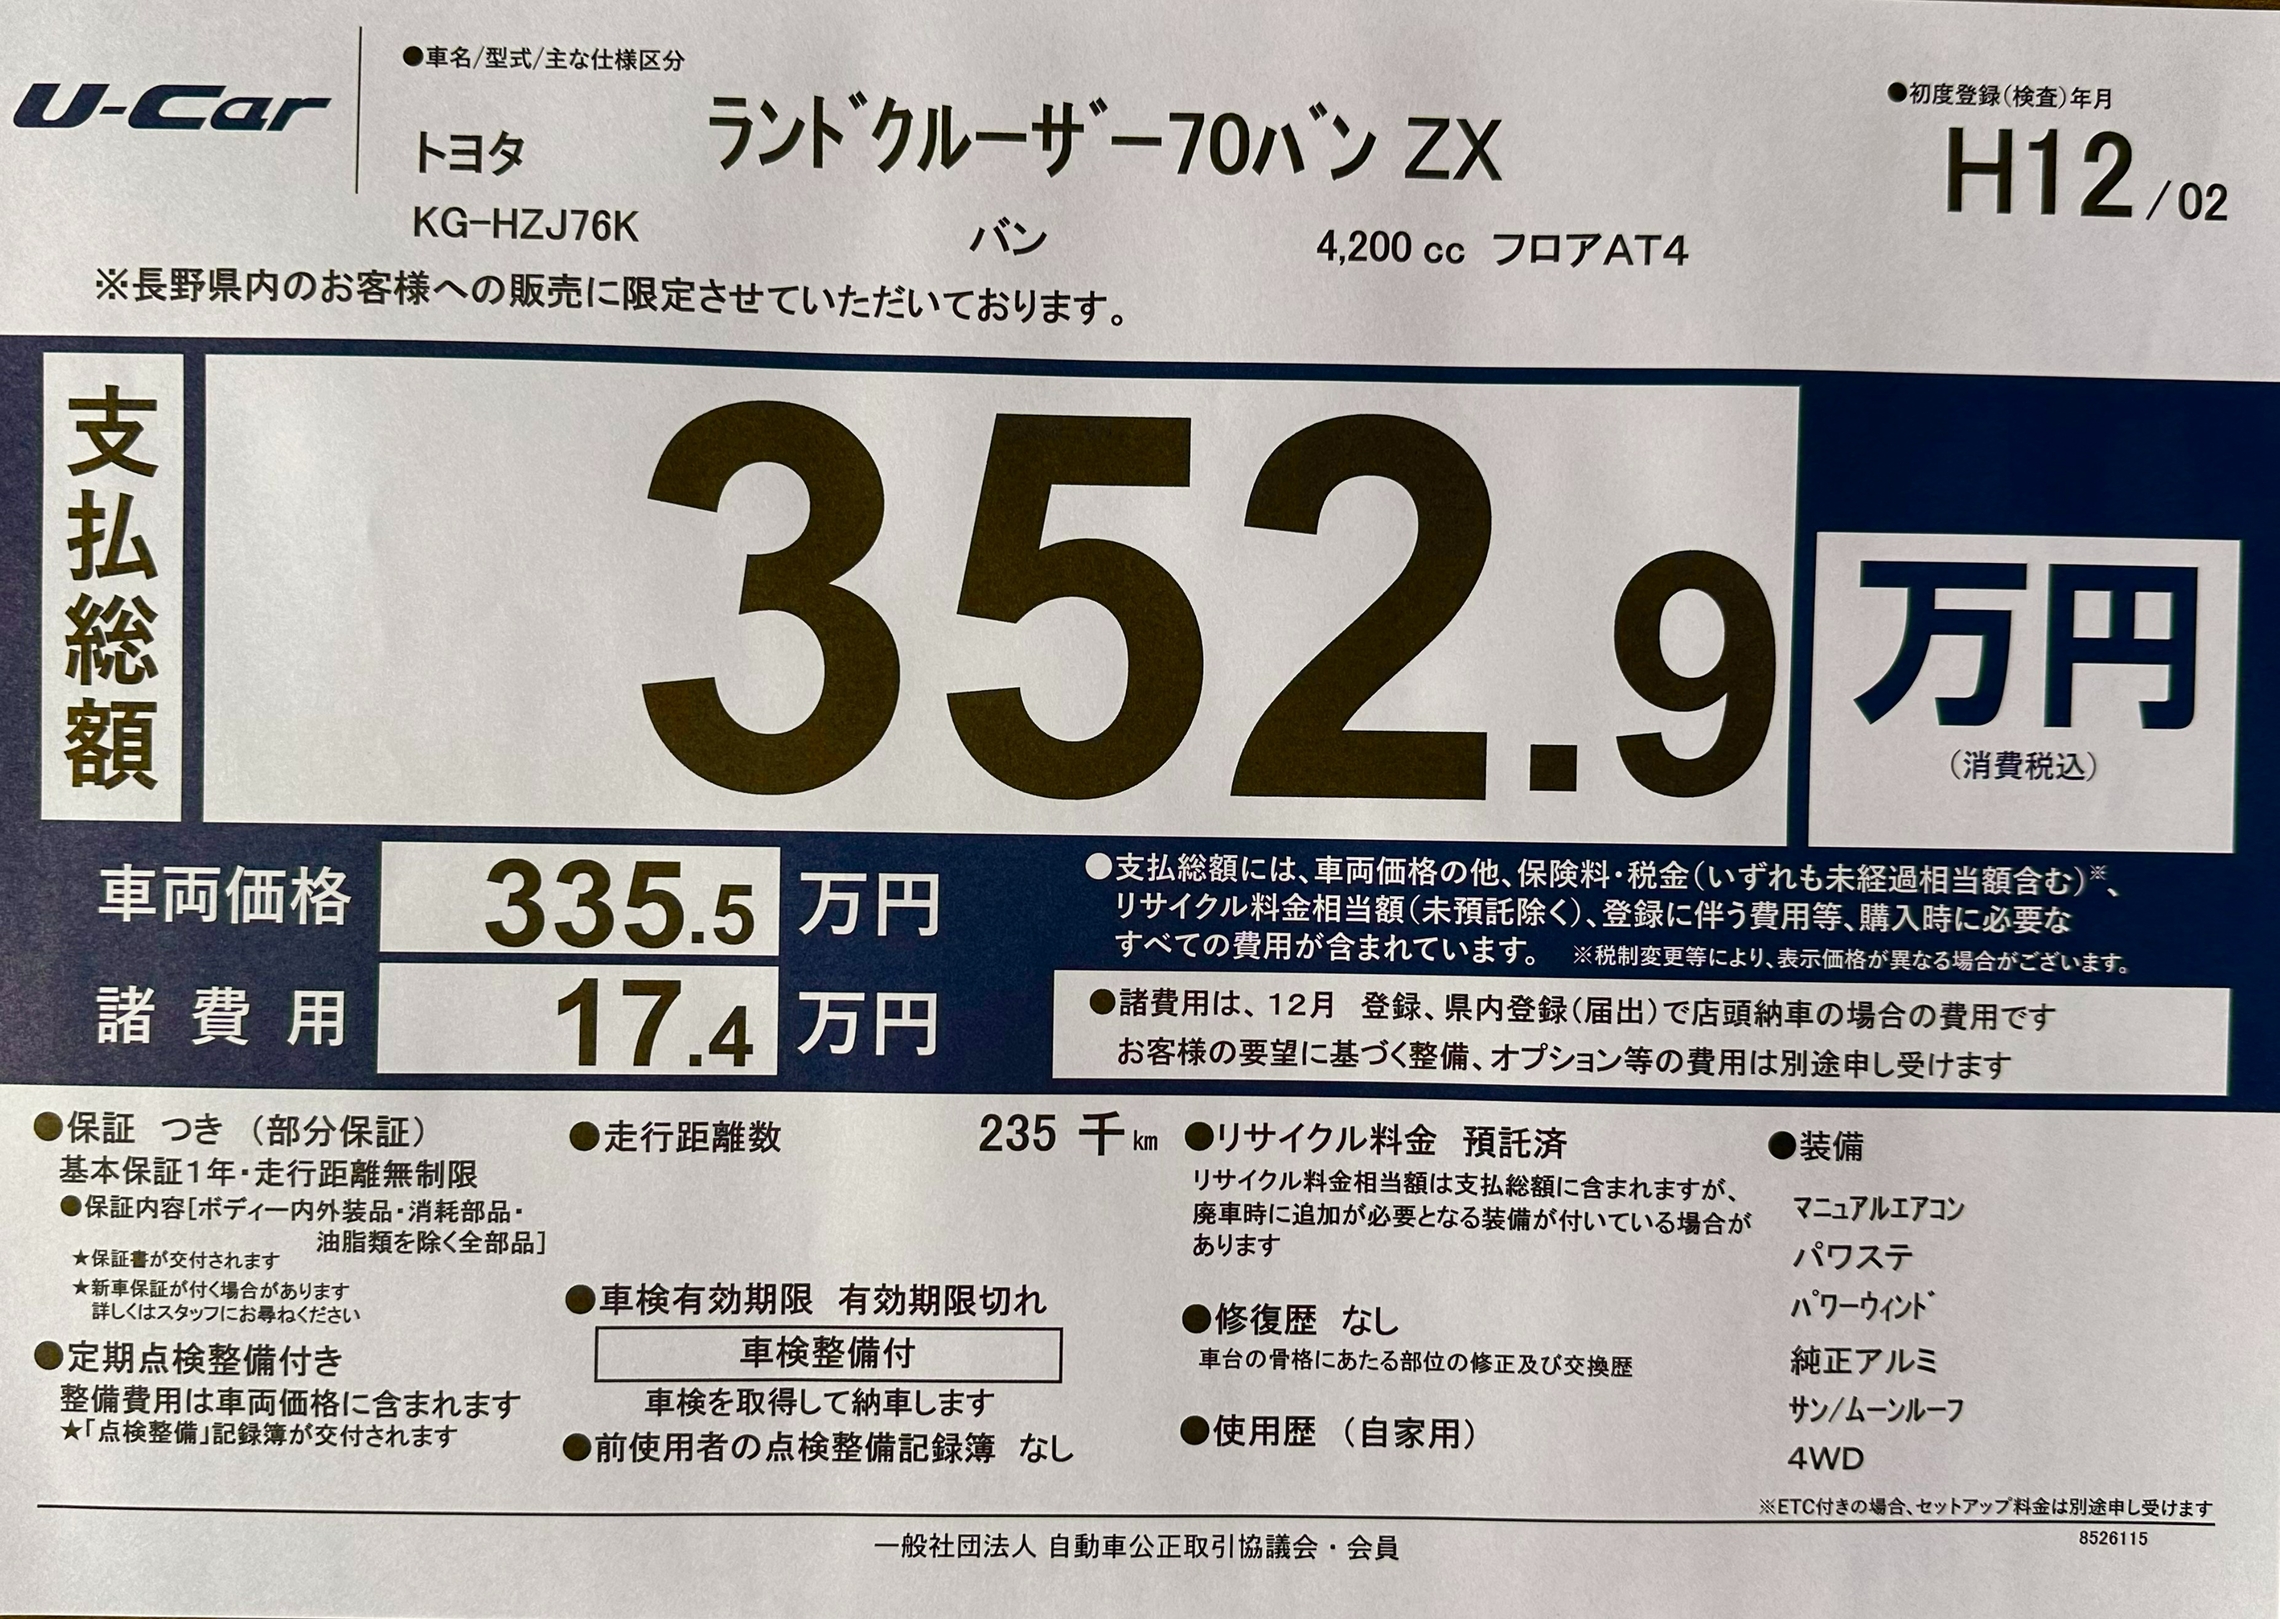 U-Car
●車名/型式/主な仕様区分
トヨタ ランドクルーザー70バン ZX
●初度登録(検査)年月
H12/02
KG-HZJ76K バン 4,200 cc フロアAT4
※長野県内のお客様への販売に限定させていただいております。
支払総額
352.9
万円
(消費税込)
車両価格 335.5 万円
諸費用 17.4 万円
●支払総額には、車両価格の他、保険料・税金(いずれも未経過相当額含む)※、
リサイクル料金相当額(未預託除く)、登録に伴う費用等、購入時に必要な
すべての費用が含まれています。 ※税制変更等により、表示価格が異なる場合がございます。
●諸費用は、12月 登録、県内登録(届出)で店頭納車の場合の費用です
お客様の要望に基づく整備、オプション等の費用は別途申し受けます
●保証 つき (部分保証)
基本保証1年・走行距離無制限
●保証内容[ボディー内外装品・消耗部品・
油脂類を除く全部品]
★保証書が交付されます
★新車保証が付く場合があります
詳しくはスタッフにお尋ねください
●定期点検整備付き
整備費用は車両価格に含まれます
★「点検整備」記録簿が交付されます
●走行距離数 235 千km
●車検有効期限 有効期限切れ
車検整備付
車検を取得して納車します
●前使用者の点検整備記録簿 なし
●リサイクル料金 預託済
リサイクル料金相当額は支払総額に含まれますが、
廃車時に追加が必要となる装備が付いている場合が
あります
●修復歴 なし
車台の骨格にあたる部位の修正及び交換歴
●使用歴 (自家用)
●装備
マニュアルエアコン
パワステ
パワーウィンド
純正アルミ
サン/ムーンルーフ
4WD
※ETC付きの場合、セットアップ料金は別途申し受けます
一般社団法人 自動車公正取引協議会・会員
8526115